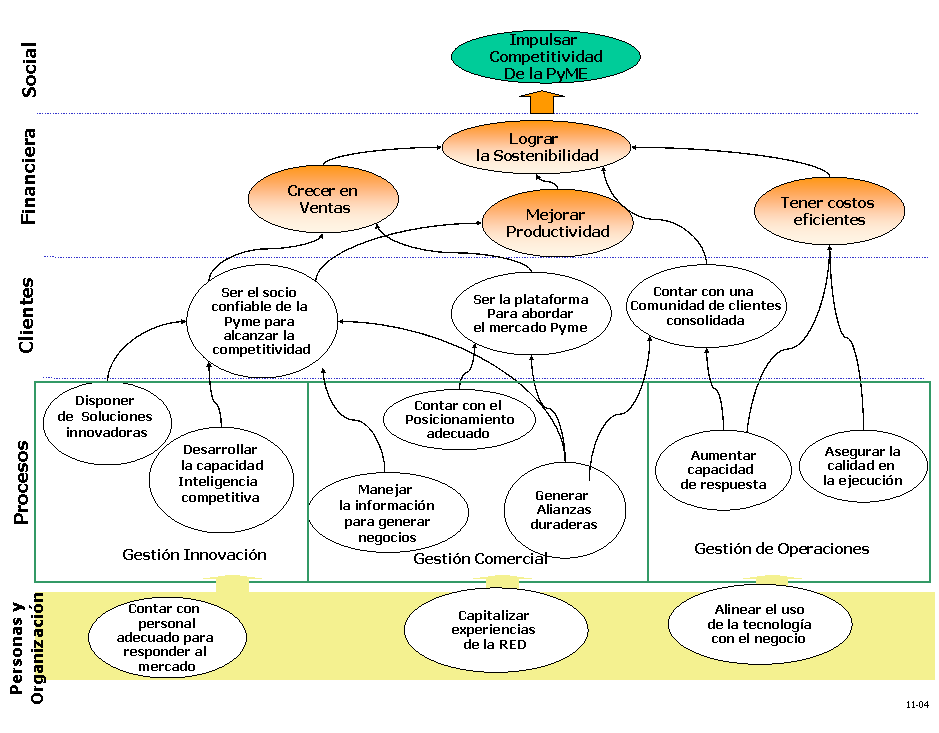 Social
Impulsar
Competitividad
De la PyME
Financiera
Lograr
la Sostenibilidad
Crecer en
Ventas
Mejorar
Productividad
Tener costos
eficientes
Clientes
Ser el socio
confiable de la
Pyme para
alcanzar la
competitividad
Ser la plataforma
Para abordar
el mercado Pyme
Contar con una
Comunidad de clientes
consolidada
Procesos
Disponer
de Soluciones
innovadoras
Desarrollar
la capacidad
Inteligencia
competitiva
Gestión Innovación
Contar con el
Posicionamiento
adecuado
Manejar
la información
para generar
negocios
Generar
Alianzas
duraderas
Gestión Comercial
Aumentar
capacidad
de respuesta
Asegurar la
calidad en
la ejecución
Gestión de Operaciones
Personas y
Organización
Contar con
personal
adecuado para
responder al
mercado
Capitalizar
experiencias
de la RED
Alinear el uso
de la tecnología
con el negocio
11-04